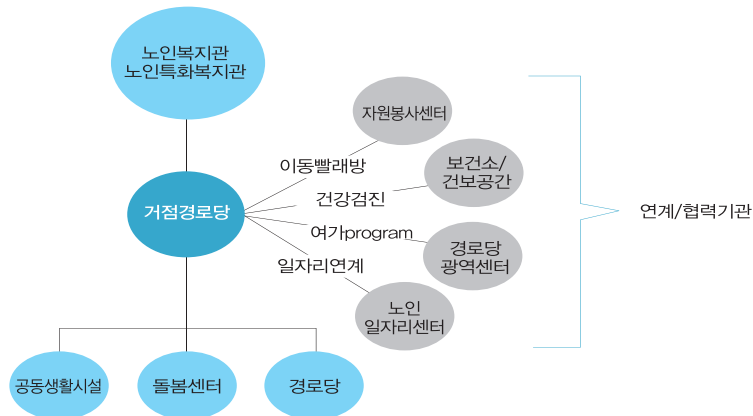 노인복지관
노인특화복지관
자원봉사센터
이동빨래방
보건소/
건보공간
건강검진
거점경로당
연계/협력기관
여가program
경로당
광역센터
일자리연계
노인
일자리센터
공동생활시설
돌봄센터
경로당